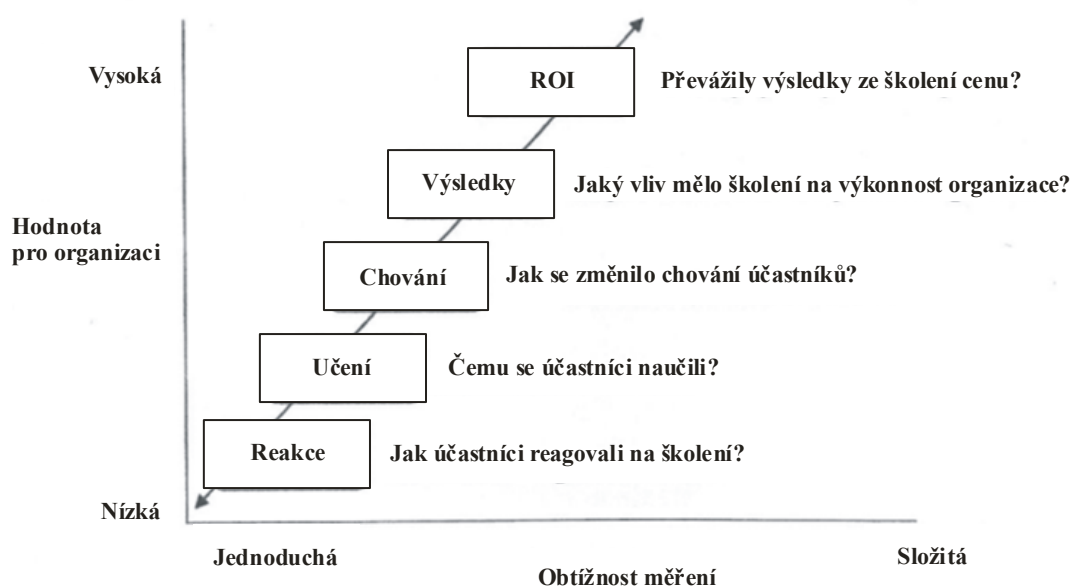 Vysoká
ROI
Převážily výsledky ze školení cenu?
Výsledky
Jaký vliv mělo školení na výkonnost organizace?
Hodnota
pro organizaci
Chování
Jak se změnilo chování účastníků?
Učení
Čemu se účastníci naučili?
Reakce
Jak účastníci reagovali na školení?
Nízká
Jednoduchá
Obtížnost měření
Složitá